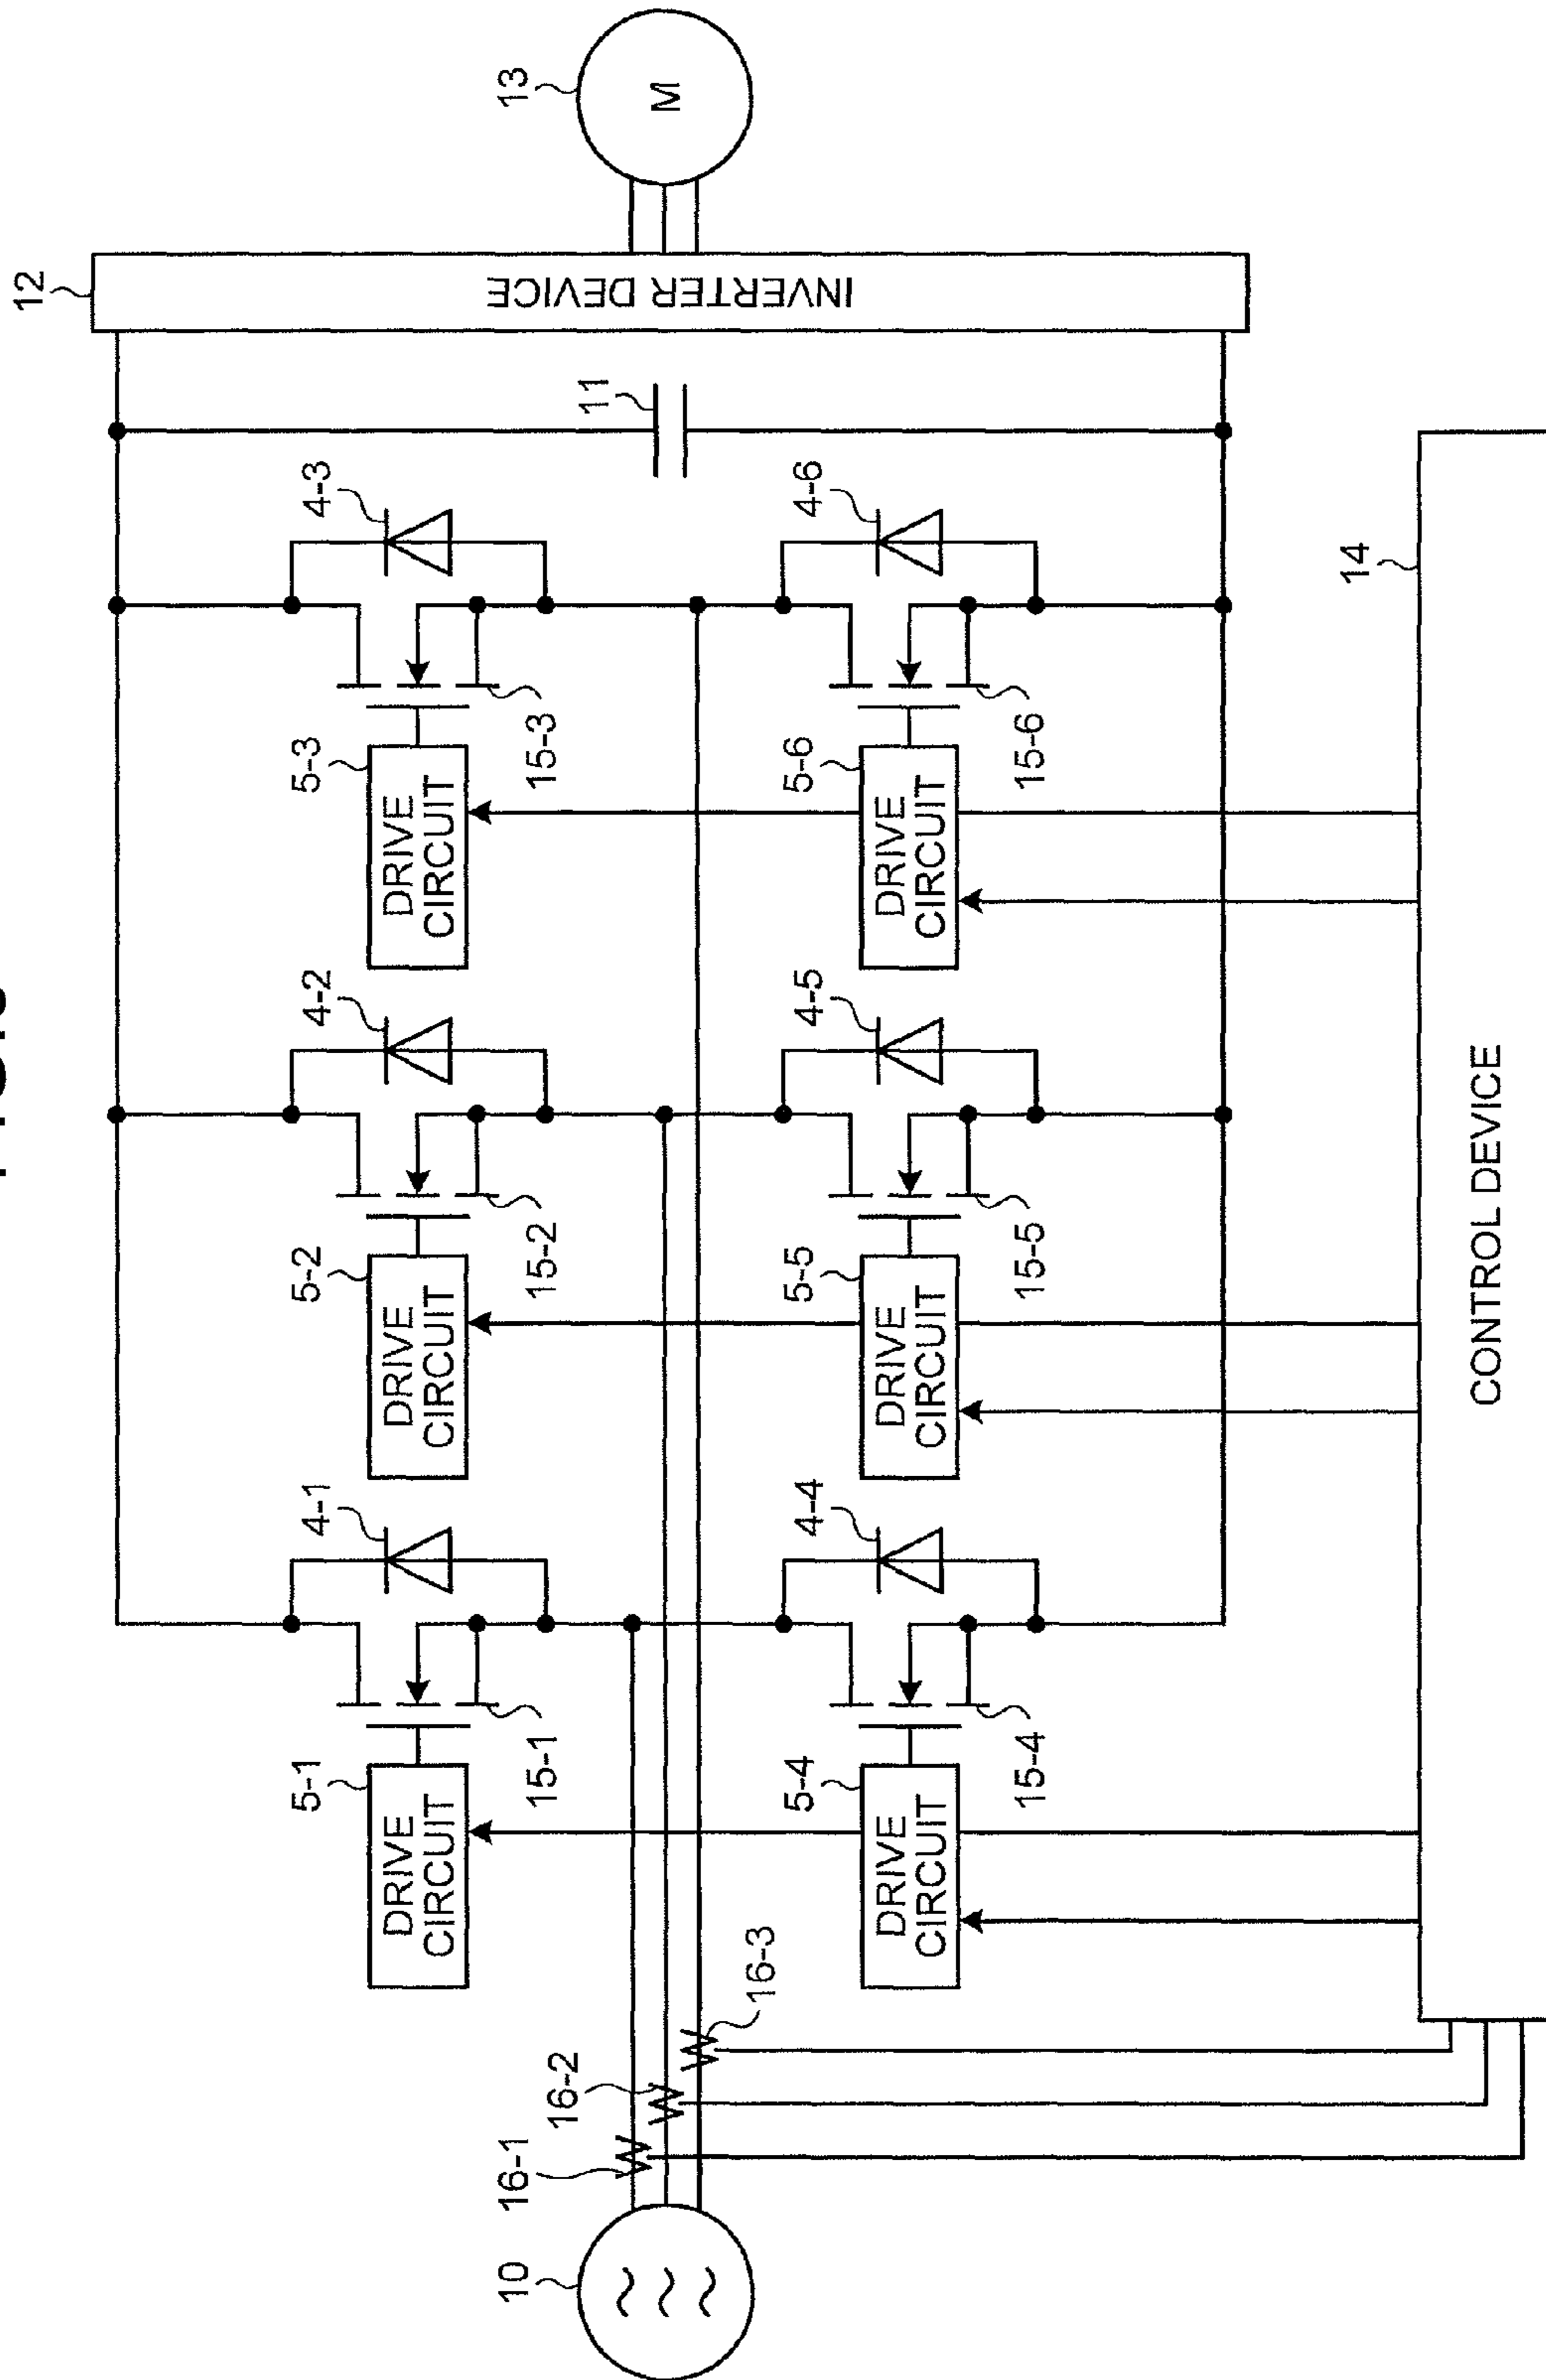 12
5-1
4-1
5-2
4-2
5-3
4-3
DRIVE
CIRCUIT
DRIVE
CIRCUIT
DRIVE
CIRCUIT
10
16-1
13
15-1
15-2
15-3
16-2
11
M
INVERTER DEVICE
16-3
5-4
4-4
5-5
4-5
5-6
4-6
DRIVE
CIRCUIT
DRIVE
CIRCUIT
DRIVE
CIRCUIT
15-4
15-5
15-6
14
CONTROL DEVICE